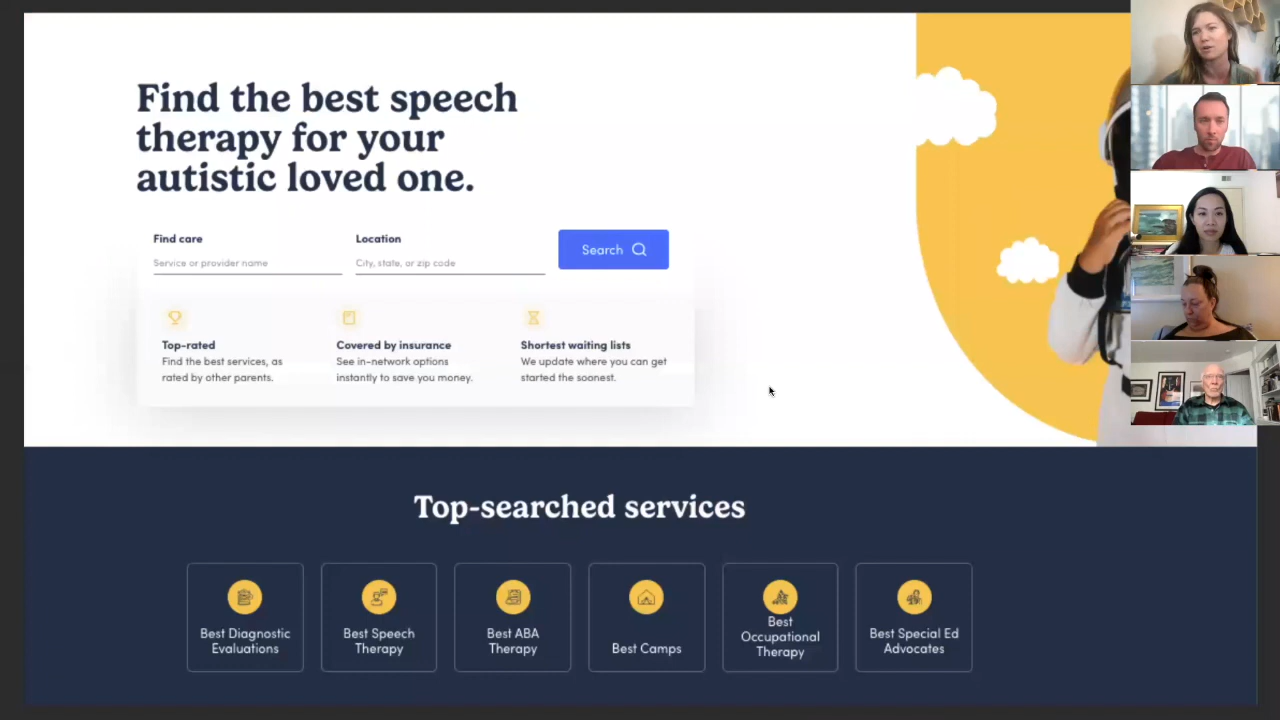 Find the best speech
therapy for your
autistic loved one.
Find care
Location
Service or provider name
City, state, or zip code
Search
Top-rated
Find the best services, as
rated by other parents.
Covered by insurance
See in-network options
instantly to save you money.
Shortest waiting lists
We update where you can get
started the soonest.
Top-searched services
Best Diagnostic
Evaluations
Best Speech
Therapy
Best ABA
Therapy
Best Camps
Best
Occupational
Therapy
Best Special Ed
Advocates